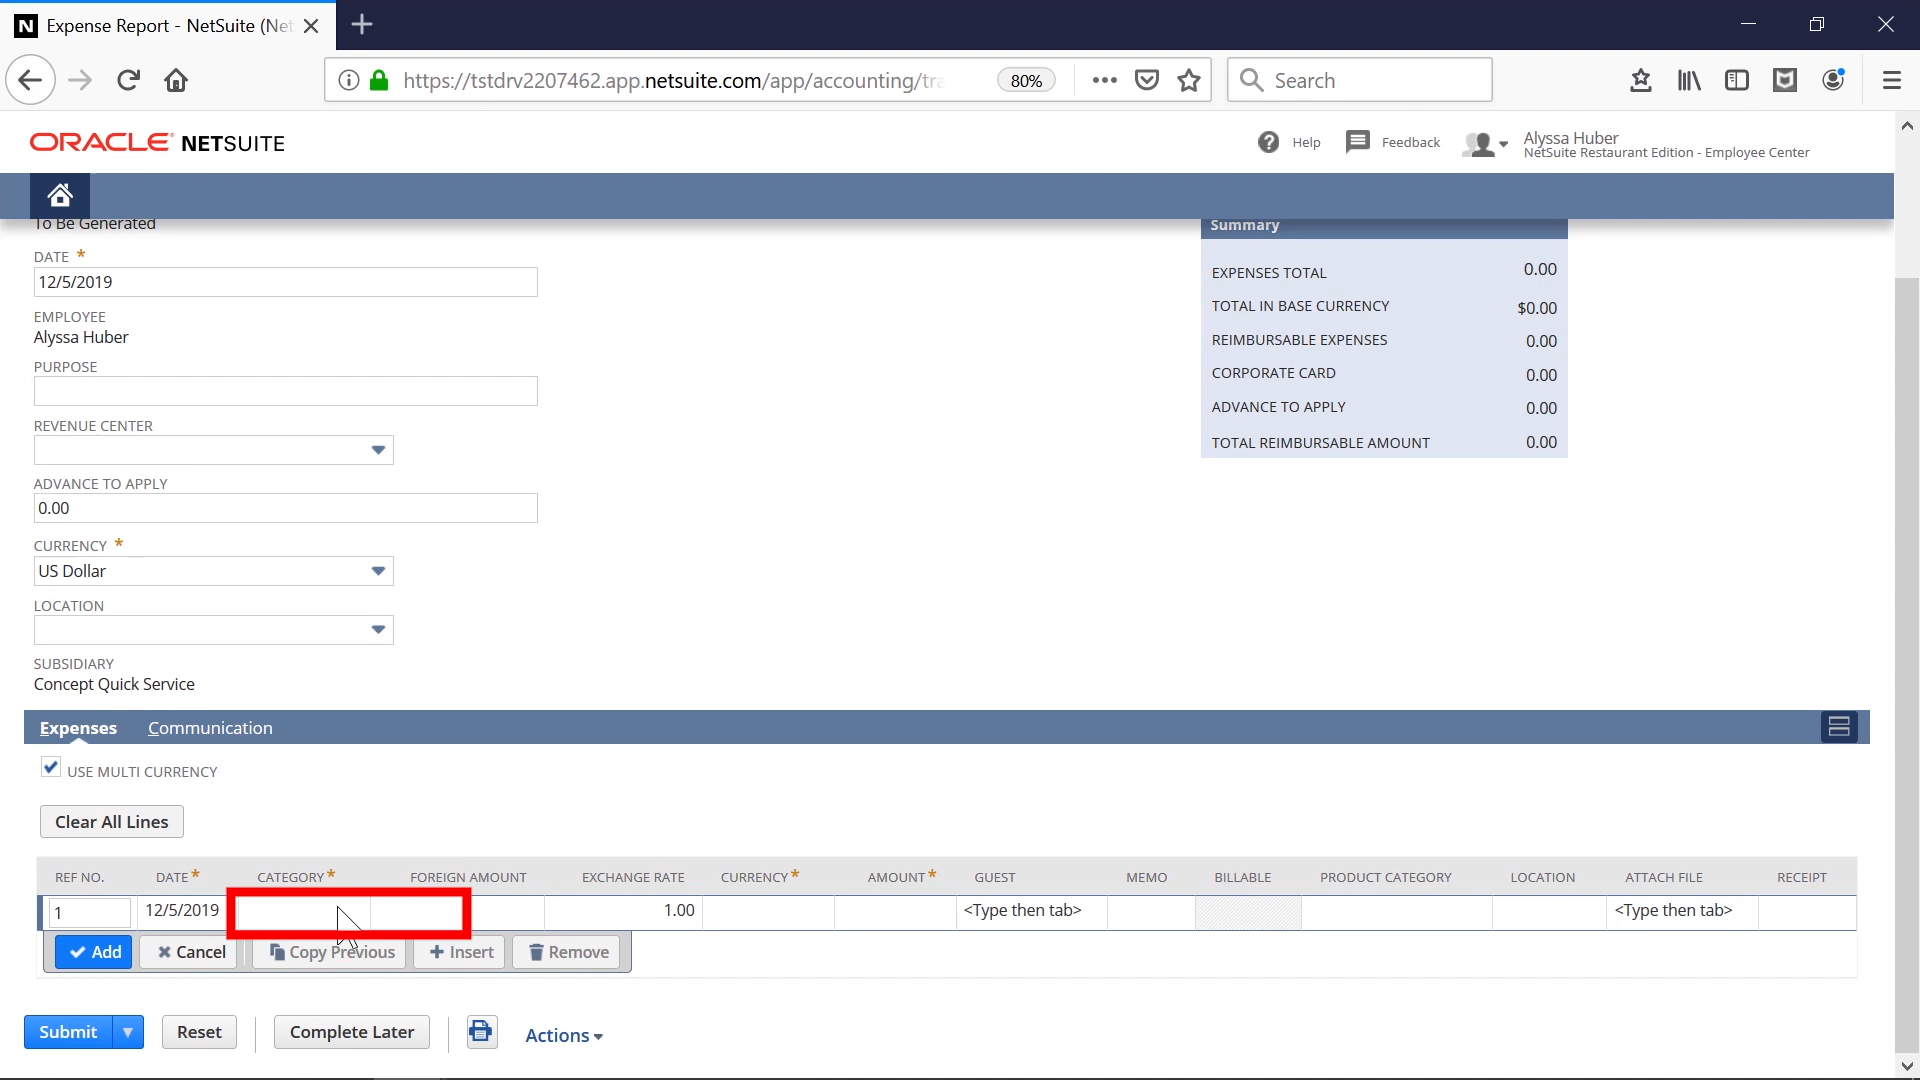 N Expense Report - NetSuite (Net
https://tstdrv2207462.app.netsuite.com/app/accounting/tra
80%
Search
ORACLE NETSUITE
Help
Feedback
Alyssa Huber
NetSuite Restaurant Edition - Employee Center
To Be Generated
DATE *
12/5/2019
EMPLOYEE
Alyssa Huber
PURPOSE
REVENUE CENTER
ADVANCE TO APPLY
0.00
CURRENCY *
US Dollar
LOCATION
SUBSIDIARY
Concept Quick Service
Summary
EXPENSES TOTAL 0.00
TOTAL IN BASE CURRENCY $0.00
REIMBURSABLE EXPENSES 0.00
CORPORATE CARD 0.00
ADVANCE TO APPLY 0.00
TOTAL REIMBURSABLE AMOUNT 0.00
Expenses Communication
USE MULTI CURRENCY
Clear All Lines
REF NO. DATE* CATEGORY* FOREIGN AMOUNT EXCHANGE RATE CURRENCY* AMOUNT* GUEST MEMO BILLABLE PRODUCT CATEGORY LOCATION ATTACH FILE RECEIPT
1 12/5/2019 1.00 <Type then tab> <Type then tab>
Add Cancel Copy Previous Insert Remove
Submit Reset Complete Later Actions